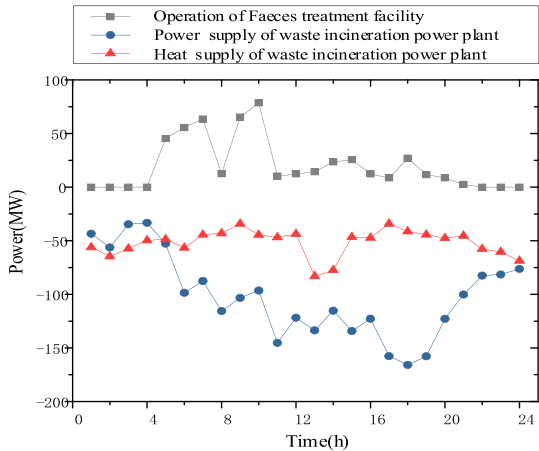 Operation of Faeces treatment facility
Power supply of waste incineration power plant
Heat supply of waste incineration power plant
100
50
0
-50
-100
-150
-200
Power(MW)
0 4 8 12 16 20 24
Time(h)